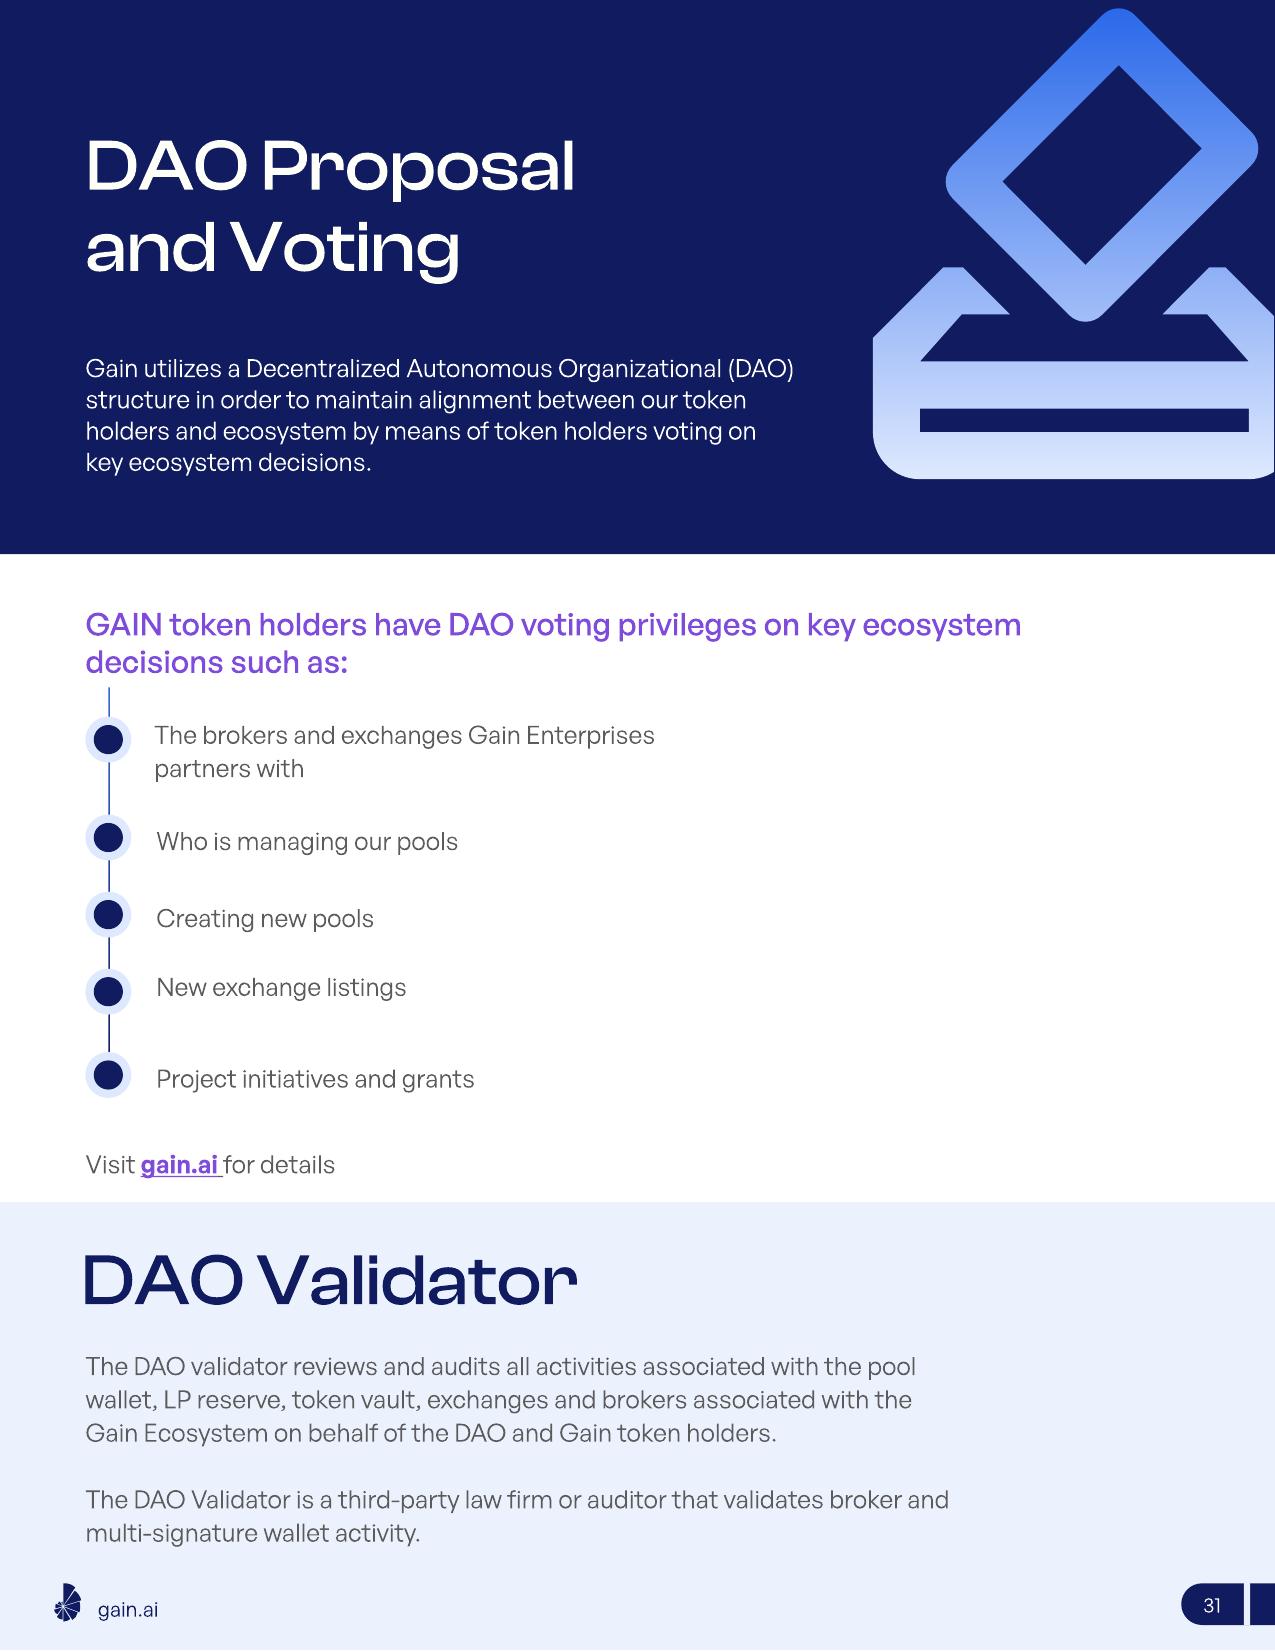 DAO Proposal
and Voting
Gain utilizes a Decentralized Autonomous Organizational (DAO)
structure in order to maintain alignment between our token
holders and ecosystem by means of token holders voting on
key ecosystem decisions.
GAIN token holders have DAO voting privileges on key ecosystem
decisions such as:
The brokers and exchanges Gain Enterprises
partners with
Who is managing our pools
Creating new pools
New exchange listings
Project initiatives and grants
Visit gain.ai for details
DAO Validator
The DAO validator reviews and audits all activities associated with the pool
wallet, LP reserve, token vault, exchanges and brokers associated with the
Gain Ecosystem on behalf of the DAO and Gain token holders.
The DAO Validator is a third-party law firm or auditor that validates broker and
multi-signature wallet activity.
gain.ai
31